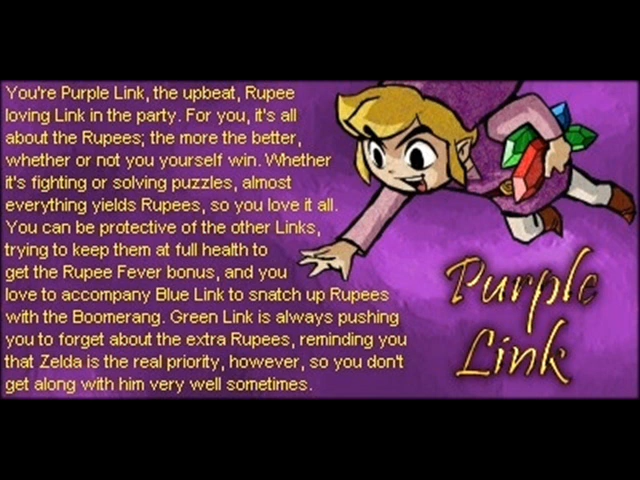 You're Purple Link, the upbeat, Rupee
loving Link in the party. For you, it's all
about the Rupees; the more the better,
whether or not you yourself win. Whether
it's fighting or solving puzzles, almost
everything yields Rupees, so you love it all.
You can be protective of the other Links,
trying to keep them at full health to
get the Rupee Fever bonus, and you
love to accompany Blue Link to snatch up Rupees
with the Boomerang. Green Link is always pushing
you to forget about the extra Rupees, reminding you
that Zelda is the real priority, however, so you don't
get along with him very well sometimes.
Purple
Link